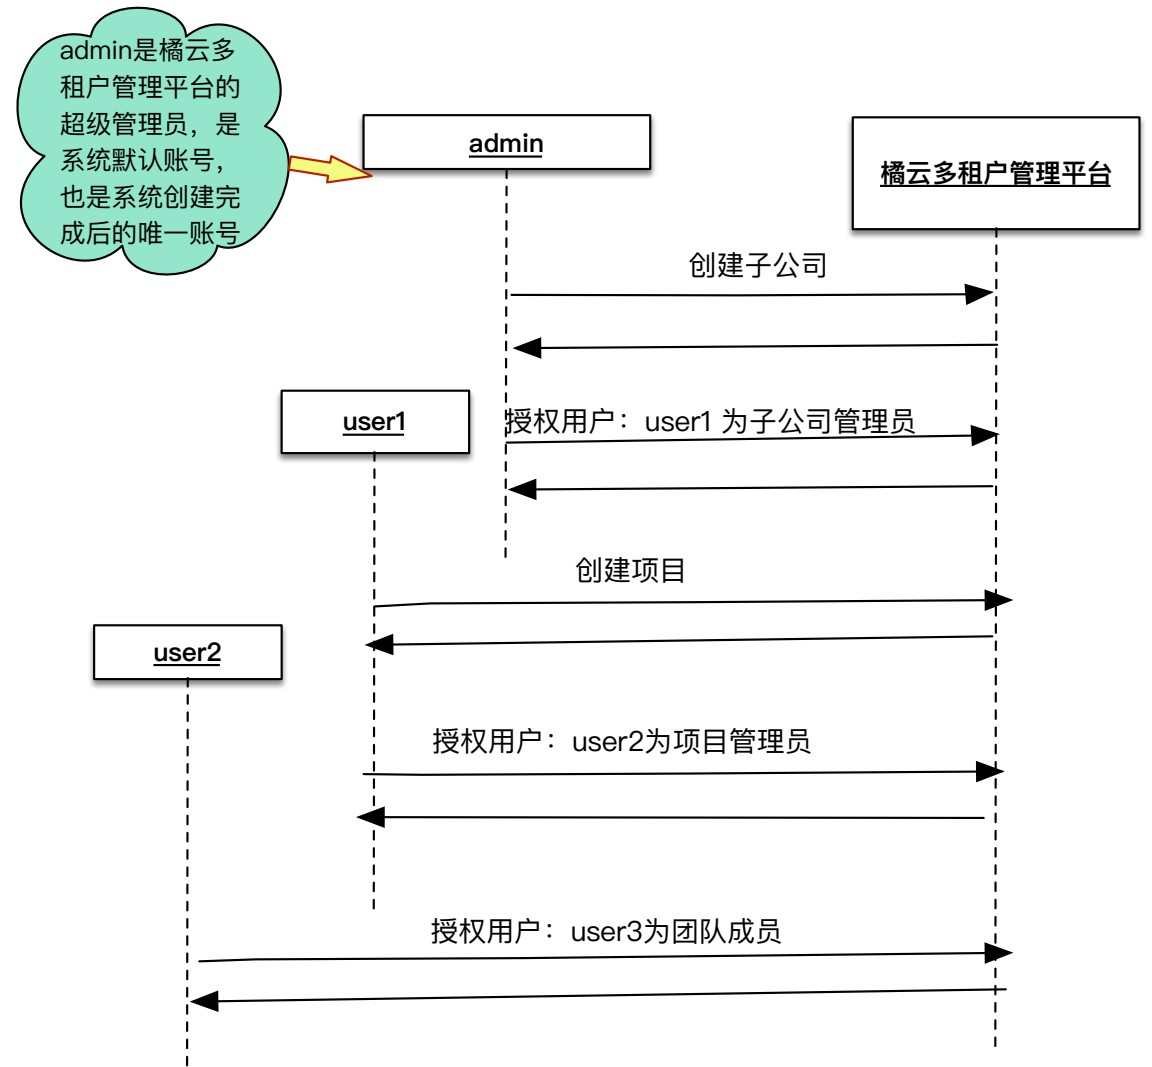 admin是橘云多
租户管理平台的
超级管理员，是
系统默认账号，
也是系统创建完
成后的唯一账号
admin
橘云多租户管理平台
创建子公司
user1
授权用户：user1 为子公司管理员
创建项目
user2
授权用户：user2为项目管理员
授权用户：user3为团队成员